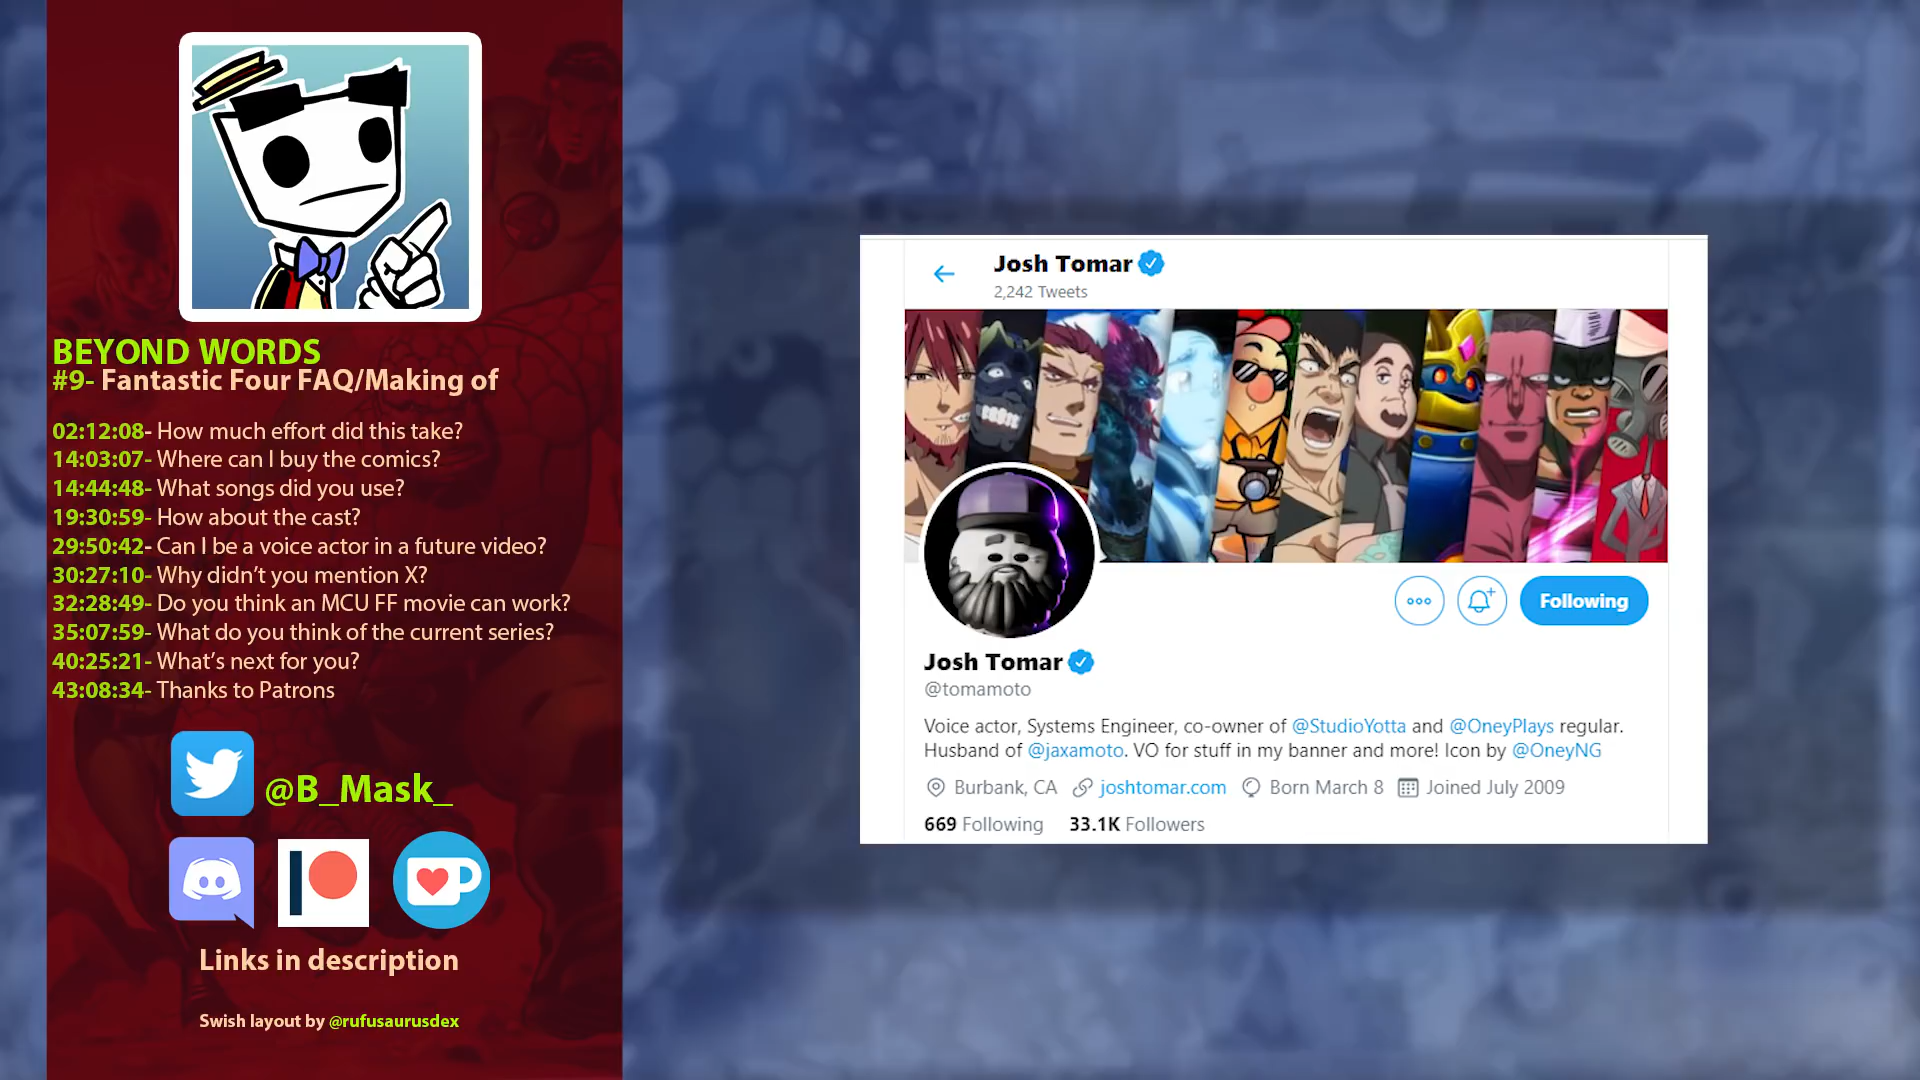 BEYOND WORDS
#9- Fantastic Four FAQ/Making of
02:12:08- How much effort did this take?
14:03:07- Where can I buy the comics?
14:44:48- What songs did you use?
19:30:59- How about the cast?
29:50:42- Can I be a voice actor in a future video?
30:27:10- Why didn't you mention X?
32:28:49- Do you think an MCU FF movie can work?
35:07:59- What do you think of the current series?
40:25:21- What's next for you?
43:08:34- Thanks to Patrons
@B_Mask_
Links in description
Swish layout by @rufusaurusdex
Josh Tomar
2,242 Tweets
Following
Josh Tomar
@tomamoto
Voice actor, Systems Engineer, co-owner of @StudioYotta and @OneyPlays regular.
Husband of @jaxamoto. VO for stuff in my banner and more! Icon by @OneyNG
Burbank, CA joshtomar.com Born March 8 Joined July 2009
669 Following 33.1K Followers